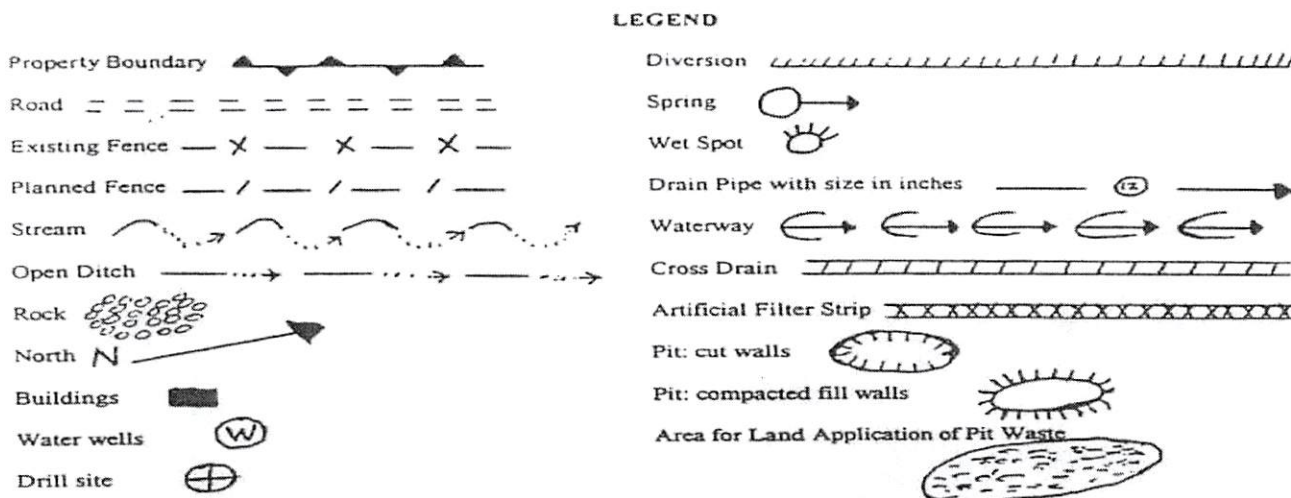 LEGEND
Property Boundary
Road
Existing Fence
Planned Fence
Stream
Open Ditch
Rock
North N
Buildings
Water wells W
Drill site
Diversion
Spring
Wet Spot
Drain Pipe with size in inches 12
Waterway
Cross Drain
Artificial Filter Strip
Pit: cut walls
Pit: compacted fill walls
Area for Land Application of Pit Waste